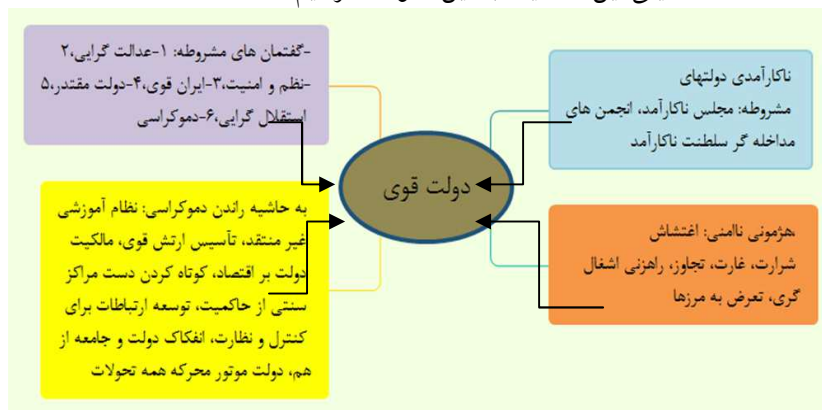 ناکارآمدی دولتهای
مشروطه: مجلس ناکارآمد، انجمن های
مداخله گر سلطنت ناکارآمد
-گفتمان های مشروطه: ۱-عدالت گرایی،۲
-نظم و امنیت،۳-ایران قوی،۴-دولت مقتدر،۵
استقلال گرایی،۶-دموکراسی
دولت قوی
هژمونی ناامنی: اغتشاش
شرارت، غارت، تجاوز، راهزنی اشغال
گری، تعرض به مرزها
به حاشیه راندن دموکراسی: نظام آموزشی
غیر منتقد، تأسیس ارتش قوی، مالکیت
دولت بر اقتصاد، کوتاه کردن دست مراکز
سنتی از حاکمیت، توسعه ارتباطات برای
کنترل و نظارت، انفکاک دولت و جامعه از
هم، دولت موتور محرکه همه تحولات